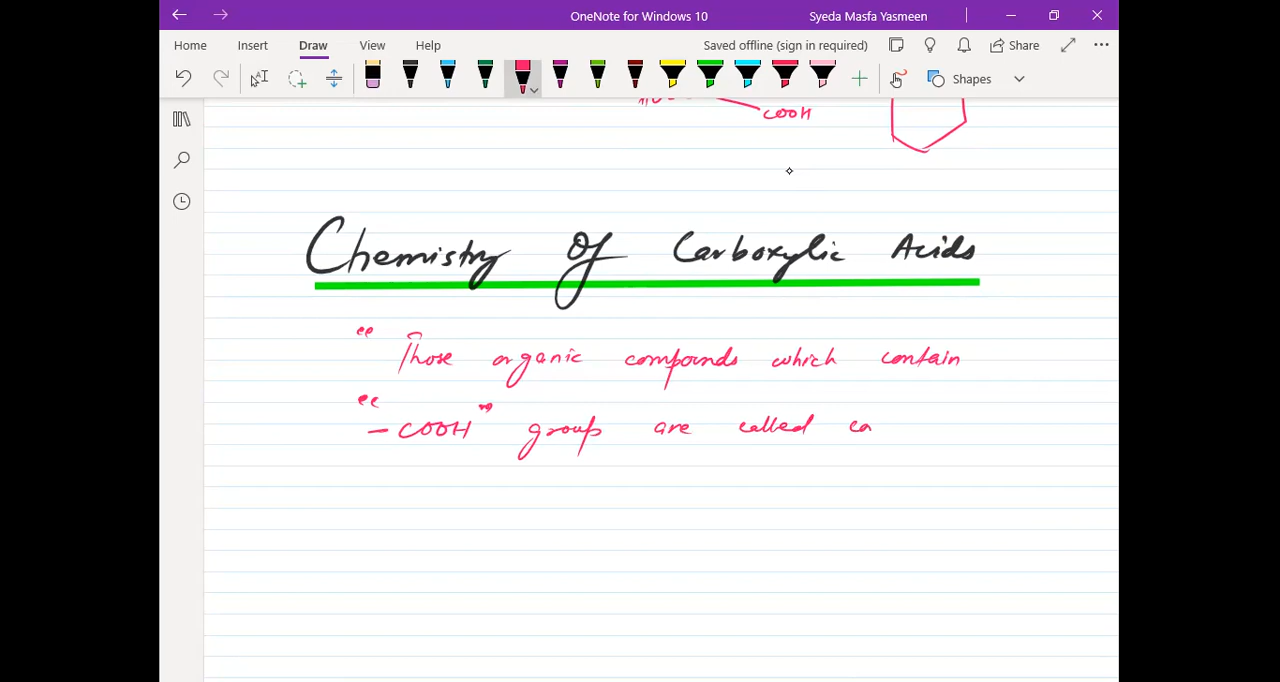 OneNote for Windows 10
Syeda Masfa Yasmeen
Home Insert Draw View Help
Saved offline (sign in required)
Share
Shapes
COOH
Chemistry Of Carboxylic Acids
"Those organic compounds which contain
"-COOH" group are called ca